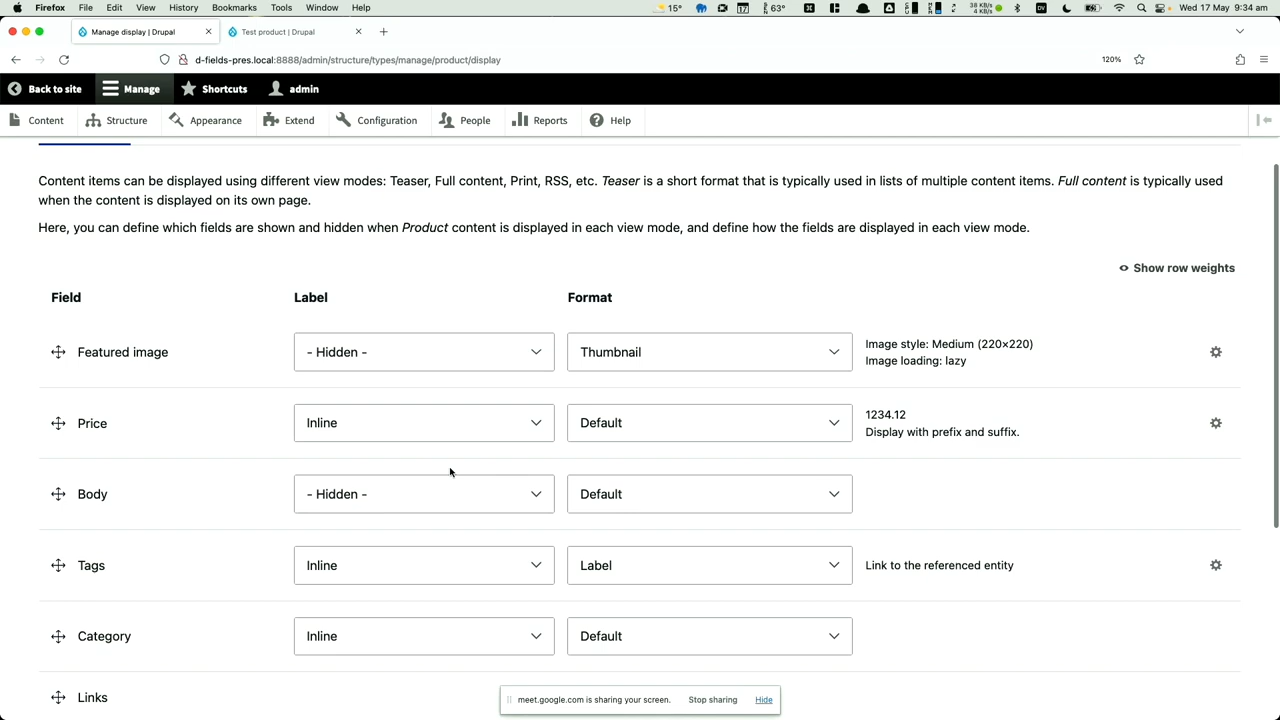 Firefox File Edit View History Bookmarks Tools Window Help 15° 17 63° 38 KB/s 4 KB/s DV Wed 17 May 9:34 am
Manage display | Drupal Test product | Drupal
d-fields-pres.local:8888/admin/structure/types/manage/product/display 120%
Back to site Manage Shortcuts admin
Content Structure Appearance Extend Configuration People Reports Help
Content items can be displayed using different view modes: Teaser, Full content, Print, RSS, etc. Teaser is a short format that is typically used in lists of multiple content items. Full content is typically used
when the content is displayed on its own page.
Here, you can define which fields are shown and hidden when Product content is displayed in each view mode, and define how the fields are displayed in each view mode.
Show row weights
Field Label Format
Featured image - Hidden - Thumbnail Image style: Medium (220×220)
Image loading: lazy
Price Inline Default 1234.12
Display with prefix and suffix.
Body - Hidden - Default
Tags Inline Label Link to the referenced entity
Category Inline Default
Links
meet.google.com is sharing your screen. Stop sharing Hide